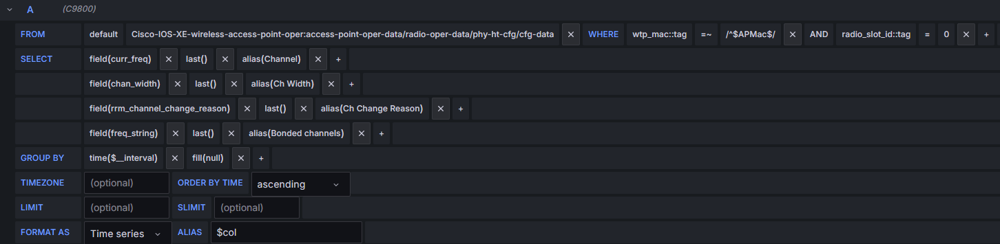 A (C9800)
FROM default Cisco-IOS-XE-wireless-access-point-oper:access-point-oper-data/radio-oper-data/phy-ht-cfg/cfg-data × WHERE wtp_mac::tag =~ /^$APMac$/ × AND radio_slot_id::tag = 0 × +
SELECT field(curr_freq) × last() × alias(Channel) × +
field(chan_width) × last() × alias(Ch Width) × +
field(rrm_channel_change_reason) × last() × alias(Ch Change Reason) × +
field(freq_string) × last() × alias(Bonded channels) × +
GROUP BY time($__interval) × fill(null) × +
TIMEZONE (optional) ORDER BY TIME ascending
LIMIT (optional) SLIMIT (optional)
FORMAT AS Time series ALIAS $col